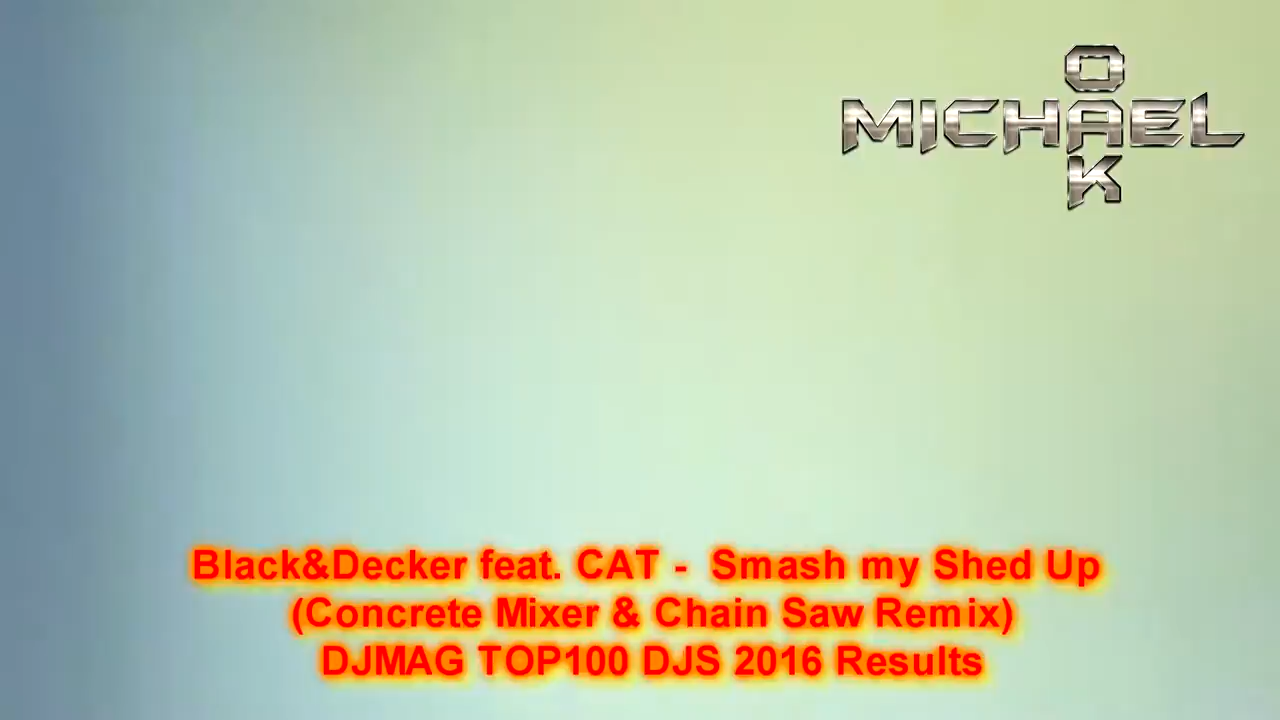 MICHAEL
OAK
Black&Decker feat. CAT - Smash my Shed Up
(Concrete Mixer & Chain Saw Remix)
DJMAG TOP100 DJS 2016 Results